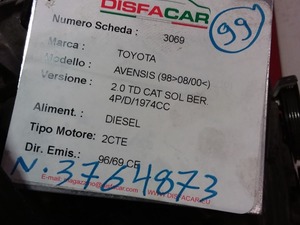 DISFACAR
99
Numero Scheda : 3069
Marca : TOYOTA
Modello : AVENSIS (98>08/00<)
Versione : 2.0 TD CAT SOL BER.
4P/D/1974CC
Aliment. : DIESEL
Tipo Motore: 2CTE
Dir. Emis.: 96/69 CE
N. 3764873